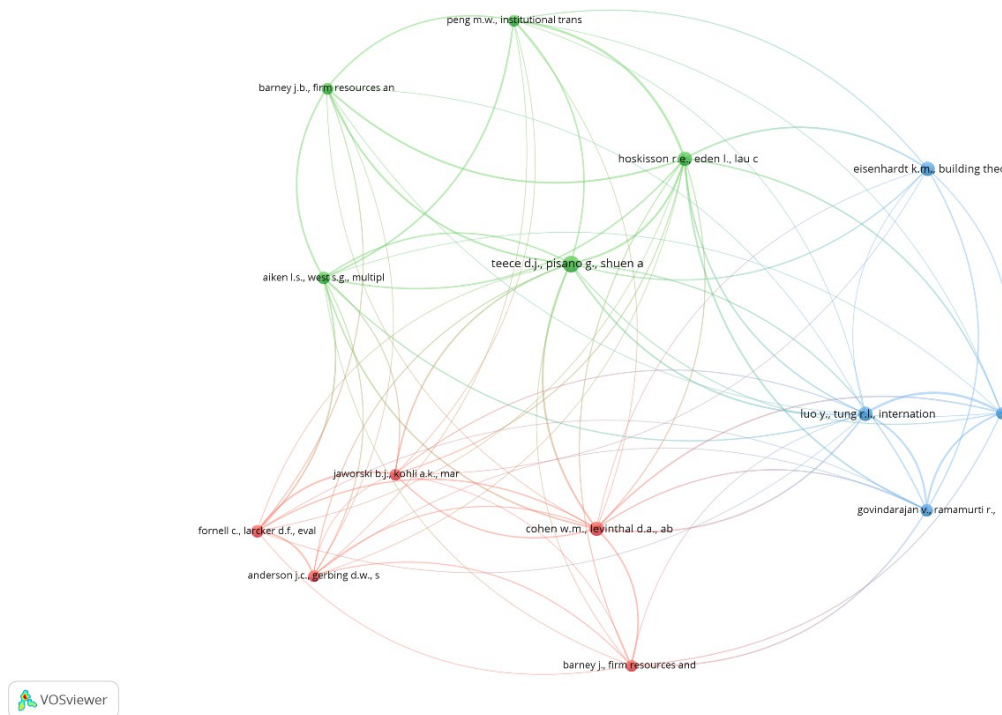 peng m.w., institutional trans
barney j.b., firm resources an
hoskisson r.e., eden l., lau c
eisenhardt k.m., building theo
teece d.j., pisano g., shuen a
aiken l.s., west s.g., multipl
luo y., tung r.l., internation
jaworski b.j., kohli a.k., mar
govindarajan v., ramamurti r.,
fornell c., larcker d.f., eval
cohen w.m., levinthal d.a., ab
anderson j.c., gerbing d.w., s
barney j., firm resources and
VOSviewer